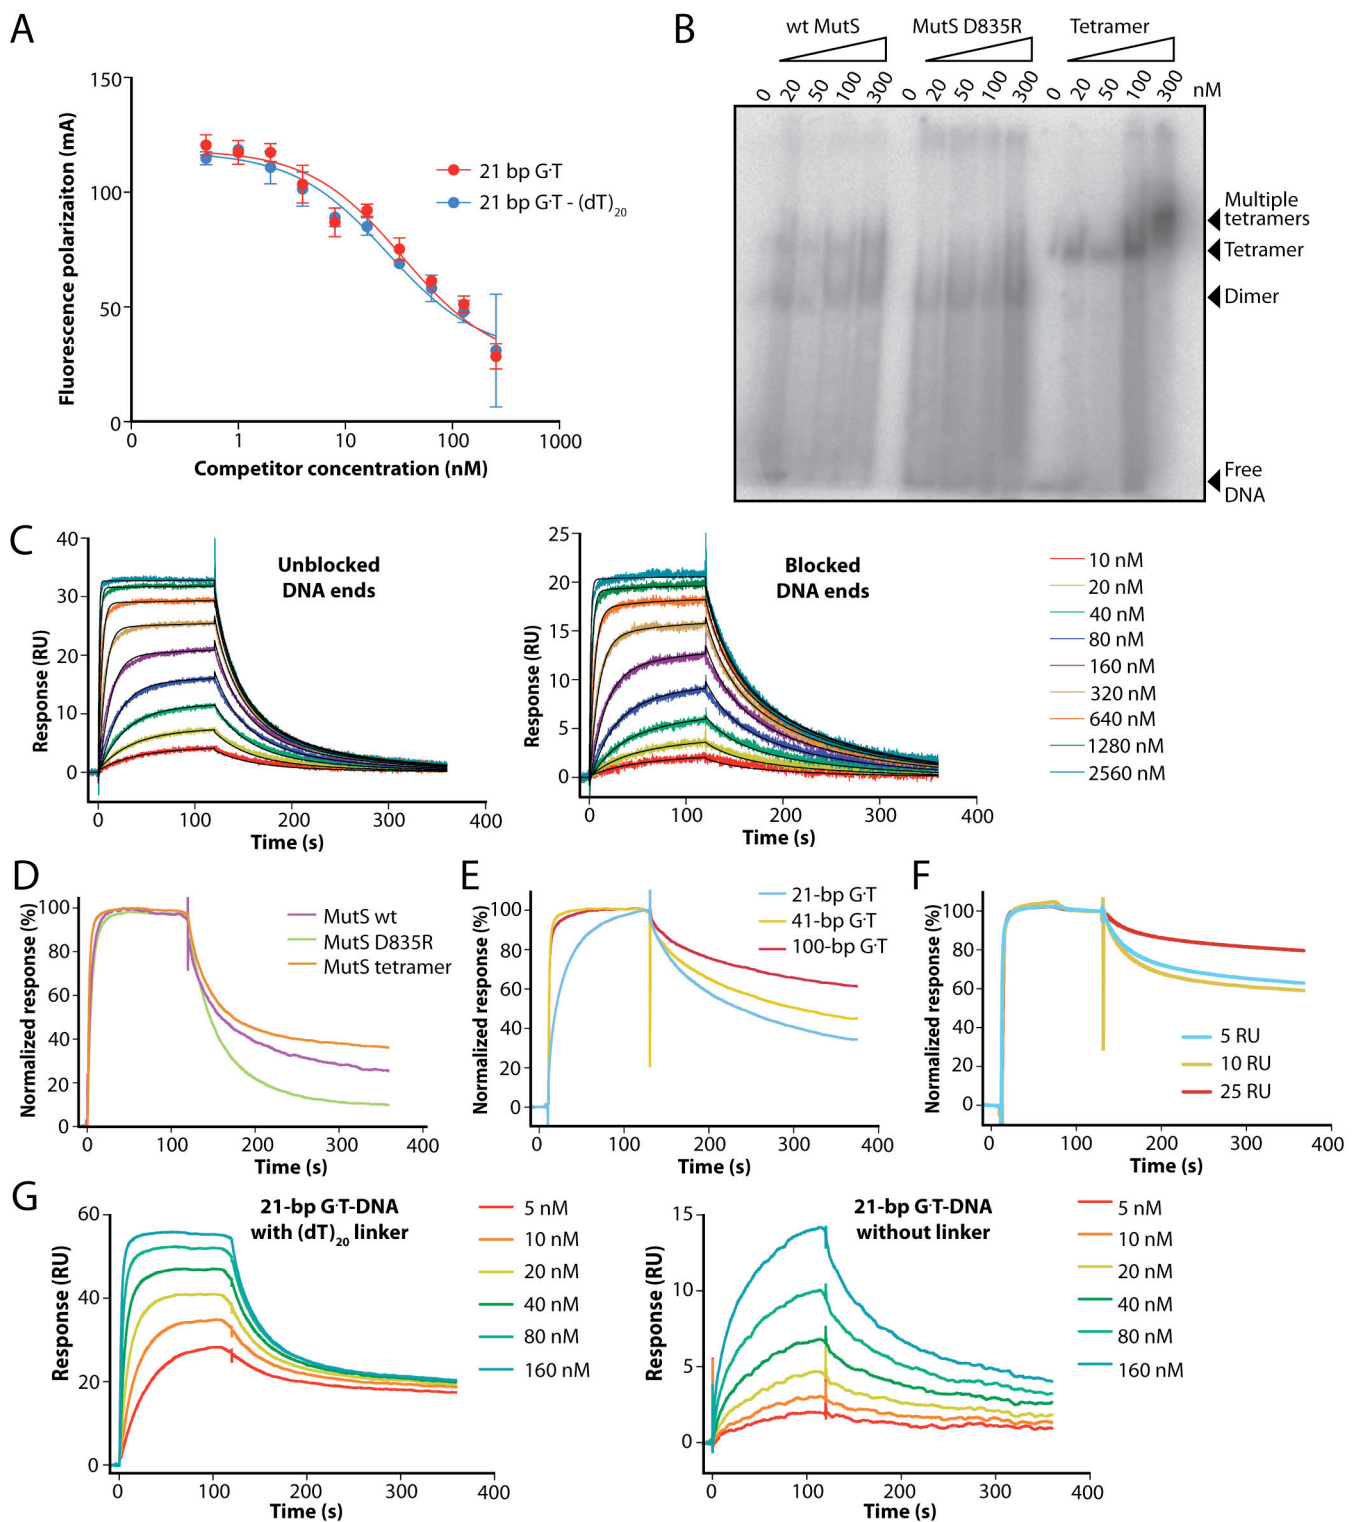 A
150
100
50
0
Fluorescence polarizaiton (mA)
21 bp G·T
21 bp G·T - (dT)20
0 1 10 100 1000
Competitor concentration (nM)
B
wt MutS MutS D835R Tetramer
0 20 50 100 300 0 20 50 100 300 0 20 50 100 300 nM
Multiple
tetramers
Tetramer
Dimer
Free
DNA
C
40
30
20
10
0
Response (RU)
Unblocked
DNA ends
0 100 200 300 400
Time (s)
25
20
15
10
5
0
Response (RU)
Blocked
DNA ends
0 100 200 300 400
Time (s)
10 nM
20 nM
40 nM
80 nM
160 nM
320 nM
640 nM
1280 nM
2560 nM
D
100
80
60
40
20
0
Normalized response (%)
MutS wt
MutS D835R
MutS tetramer
0 100 200 300 400
Time (s)
E
100
80
60
40
20
0
Normalized response (%)
21-bp G·T
41-bp G·T
100-bp G·T
0 100 200 300 400
Time (s)
F
100
80
60
40
20
0
Normalized response (%)
5 RU
10 RU
25 RU
0 100 200 300 400
Time (s)
G
60
40
20
0
Response (RU)
21-bp G·T-DNA
with (dT)20 linker
5 nM
10 nM
20 nM
40 nM
80 nM
160 nM
0 100 200 300 400
Time (s)
15
10
5
0
Response (RU)
21-bp G·T-DNA
without linker
5 nM
10 nM
20 nM
40 nM
80 nM
160 nM
0 100 200 300 400
Time (s)